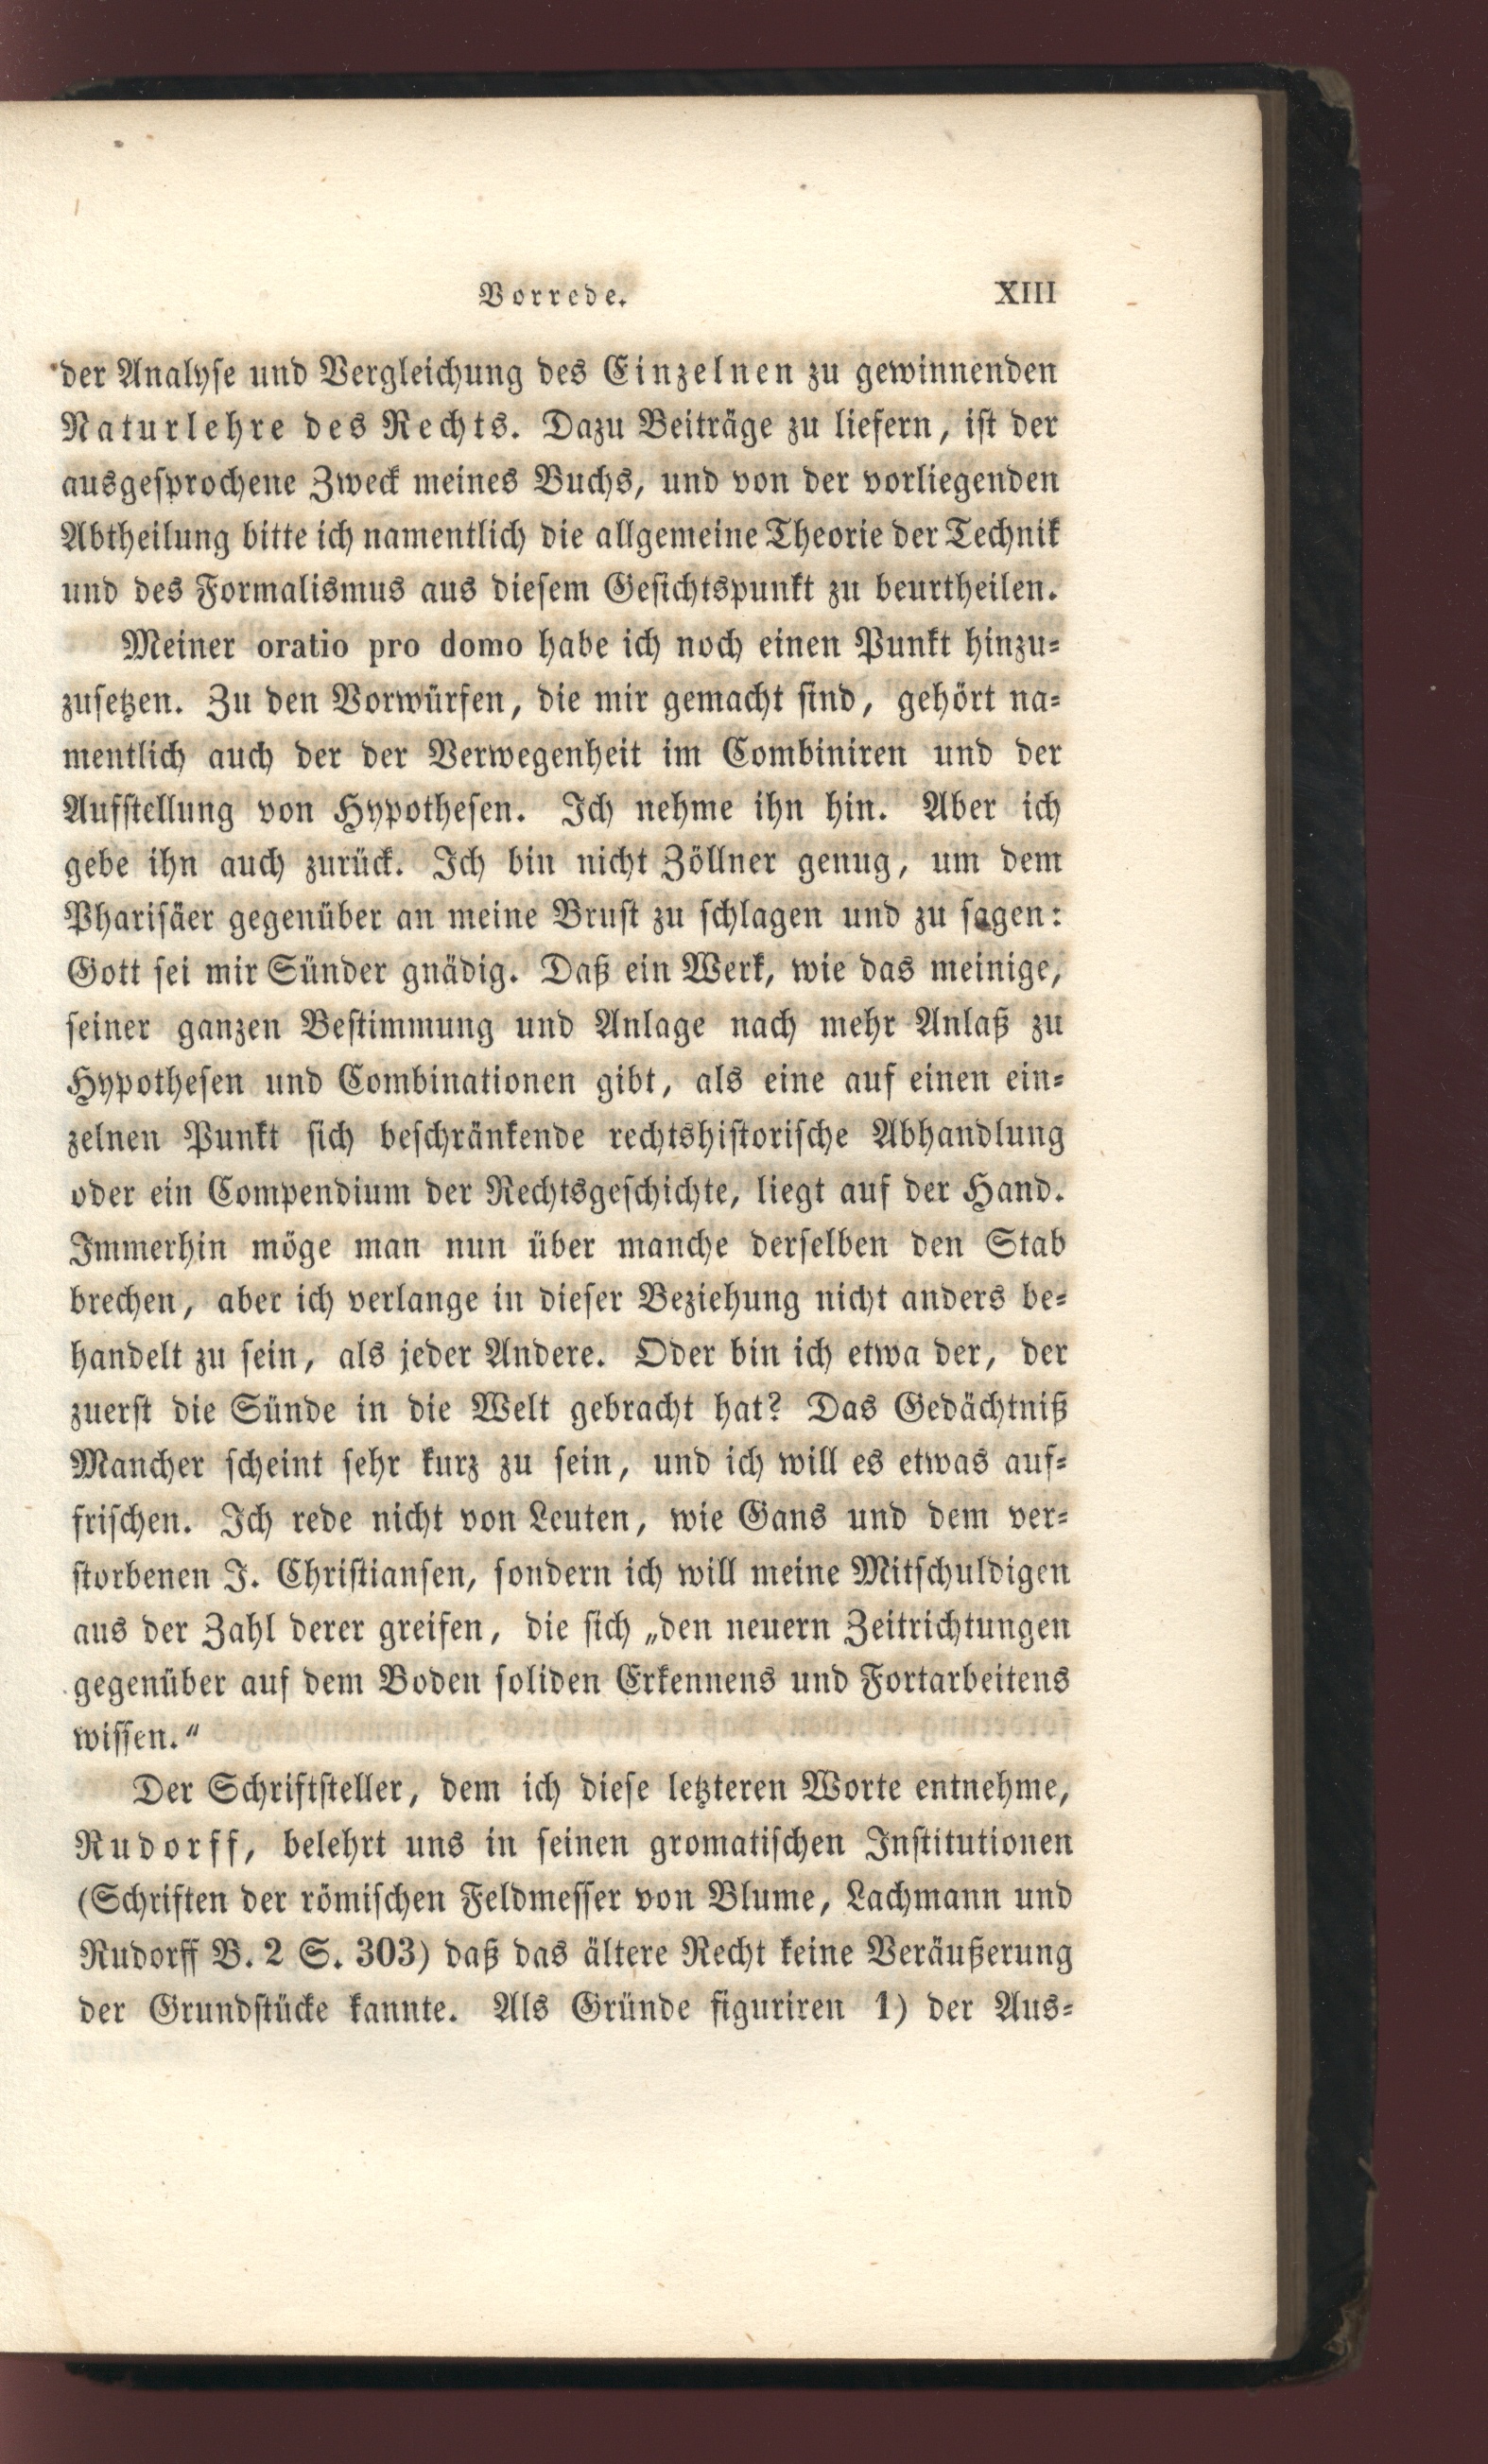 Vorrede. XIII
der Analyse und Vergleichung des Einzelnen zu gewinnenden
Naturlehre des Rechts. Dazu Beiträge zu liefern, ist der
ausgesprochene Zweck meines Buchs, und von der vorliegenden
Abtheilung bitte ich namentlich die allgemeine Theorie der Technik
und des Formalismus aus diesem Gesichtspunkt zu beurtheilen.
Meiner oratio pro domo habe ich noch einen Punkt hinzu-
zusetzen. Zu den Vorwürfen, die mir gemacht sind, gehört na-
mentlich auch der der Verwegenheit im Combiniren und der
Aufstellung von Hypothesen. Ich nehme ihn hin. Aber ich
gebe ihn auch zurück. Ich bin nicht Zöllner genug, um dem
Pharisäer gegenüber an meine Brust zu schlagen und zu sagen:
Gott sei mir Sünder gnädig. Daß ein Werk, wie das meinige,
seiner ganzen Bestimmung und Anlage nach mehr Anlaß zu
Hypothesen und Combinationen gibt, als eine auf einen ein-
zelnen Punkt sich beschränkende rechtshistorische Abhandlung
oder ein Compendium der Rechtsgeschichte, liegt auf der Hand.
Immerhin möge man nun über manche derselben den Stab
brechen, aber ich verlange in dieser Beziehung nicht anders be-
handelt zu sein, als jeder Andere. Oder bin ich etwa der, der
zuerst die Sünde in die Welt gebracht hat? Das Gedächtniß
Mancher scheint sehr kurz zu sein, und ich will es etwas auf-
frischen. Ich rede nicht von Leuten, wie Gans und dem ver-
storbenen J. Christiansen, sondern ich will meine Mitschuldigen
aus der Zahl derer greifen, die sich „den neuern Zeitrichtungen
gegenüber auf dem Boden soliden Erkennens und Fortarbeitens
wissen.“
Der Schriftsteller, dem ich diese letzteren Worte entnehme,
Rudorff, belehrt uns in seinen gromatischen Institutionen
(Schriften der römischen Feldmesser von Blume, Lachmann und
Rudorff B. 2 S. 303) daß das ältere Recht keine Veräußerung
der Grundstücke kannte. Als Gründe figuriren 1) der Aus-